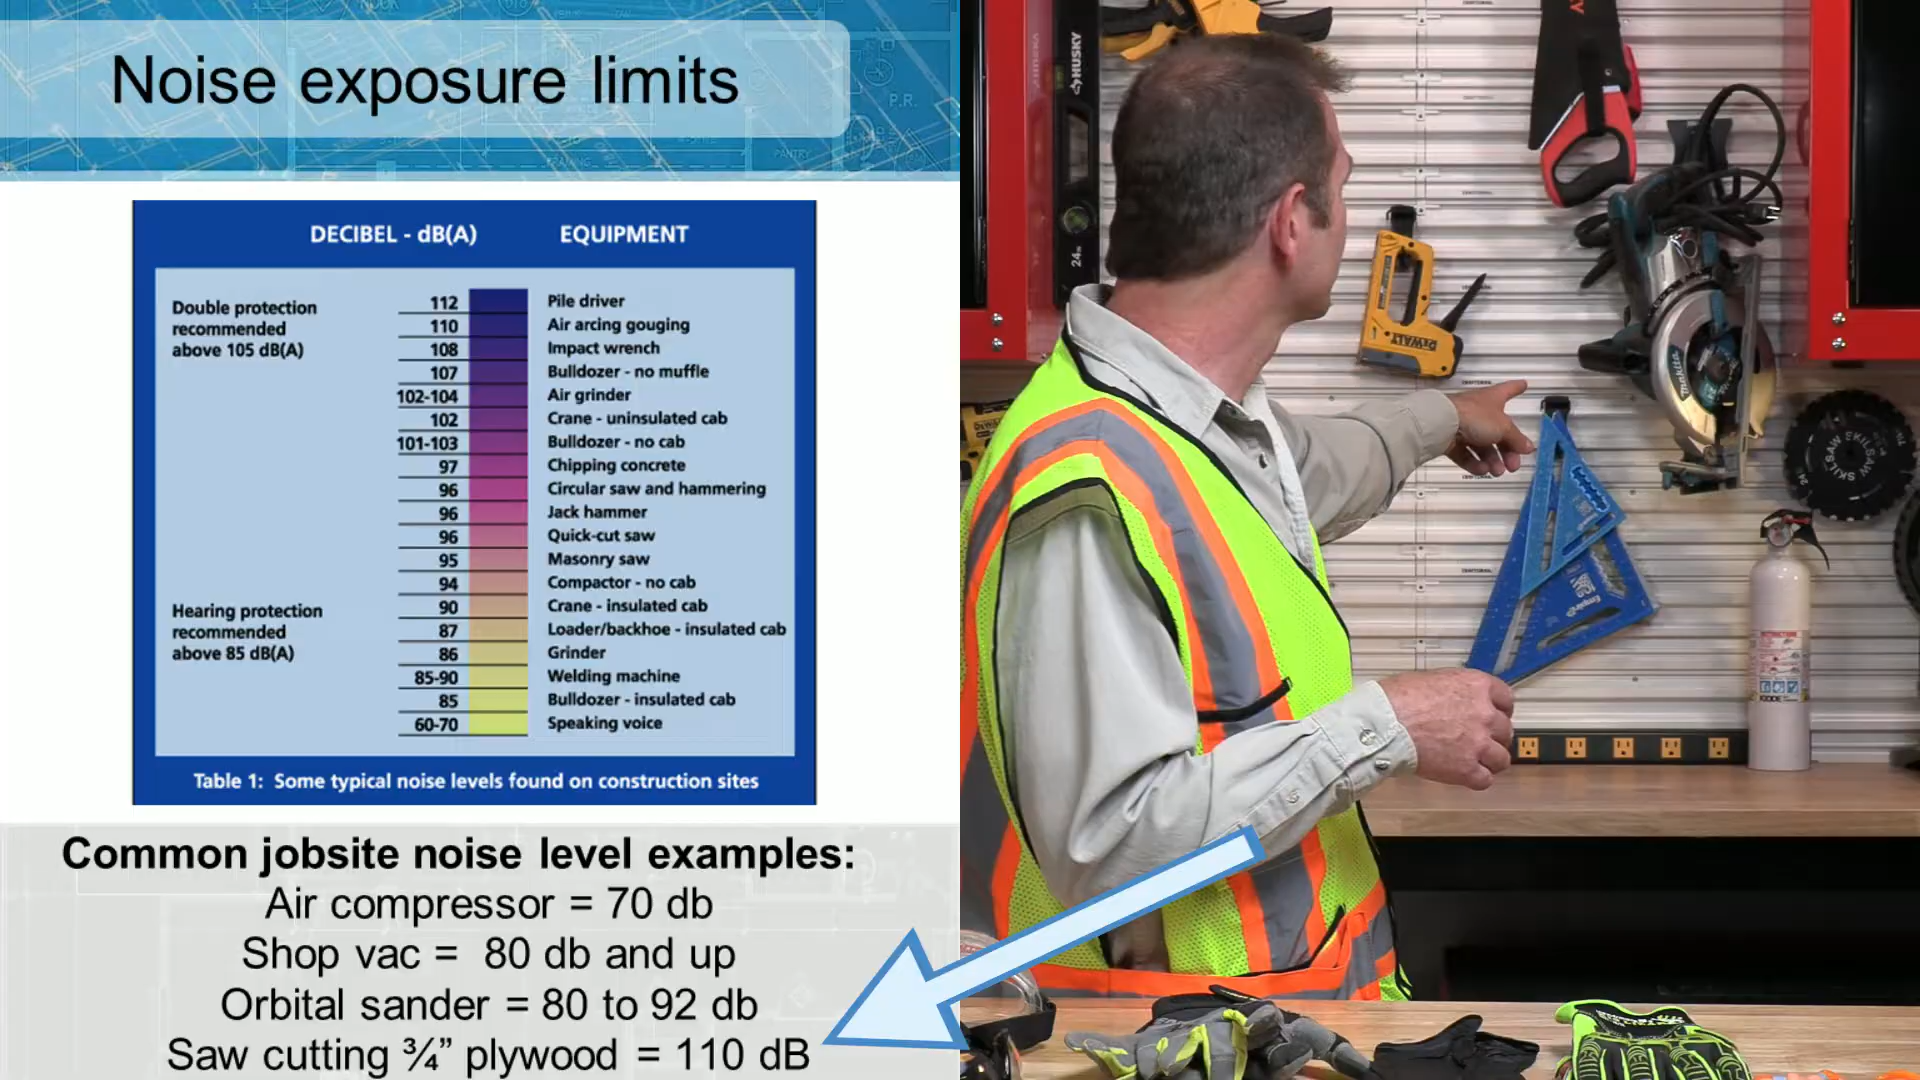 Noise exposure limits
DECIBEL - dB(A) EQUIPMENT
Double protection
recommended
above 105 dB(A)
Hearing protection
recommended
above 85 dB(A)
112 Pile driver
110 Air arcing gouging
108 Impact wrench
107 Bulldozer - no muffle
102-104 Air grinder
102 Crane - uninsulated cab
101-103 Bulldozer - no cab
97 Chipping concrete
96 Circular saw and hammering
96 Jack hammer
96 Quick-cut saw
95 Masonry saw
94 Compactor - no cab
90 Crane - insulated cab
87 Loader/backhoe - insulated cab
86 Grinder
85-90 Welding machine
85 Bulldozer - insulated cab
60-70 Speaking voice
Table 1: Some typical noise levels found on construction sites
Common jobsite noise level examples:
Air compressor = 70 db
Shop vac = 80 db and up
Orbital sander = 80 to 92 db
Saw cutting ¾” plywood = 110 dB
P.R.
PANTRY
HUSKY
24
DEWALT
makita
Empire
SKILSAW SKILSAW